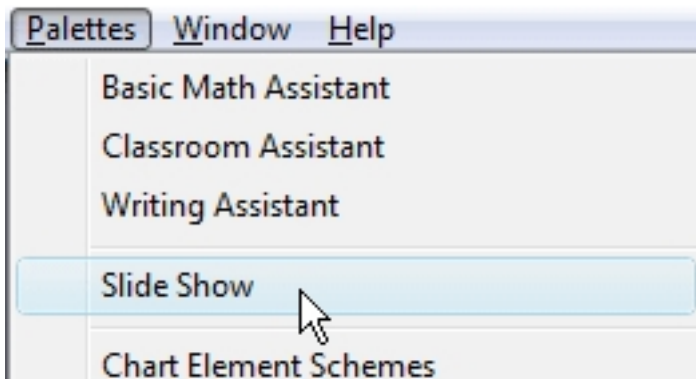 Palettes Window Help
Basic Math Assistant
Classroom Assistant
Writing Assistant
Slide Show
Chart Element Schemes